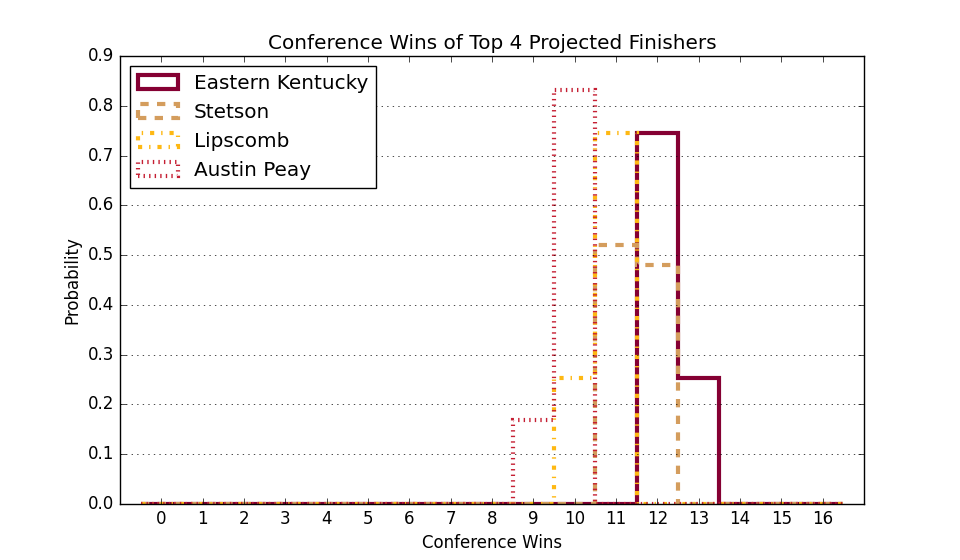 Conference Wins of Top 4 Projected Finishers
0.9
0.8
0.7
0.6
0.5
0.4
0.3
0.2
0.1
0.0
Probability
Eastern Kentucky
Stetson
Lipscomb
Austin Peay
0 1 2 3 4 5 6 7 8 9 10 11 12 13 14 15 16
Conference Wins